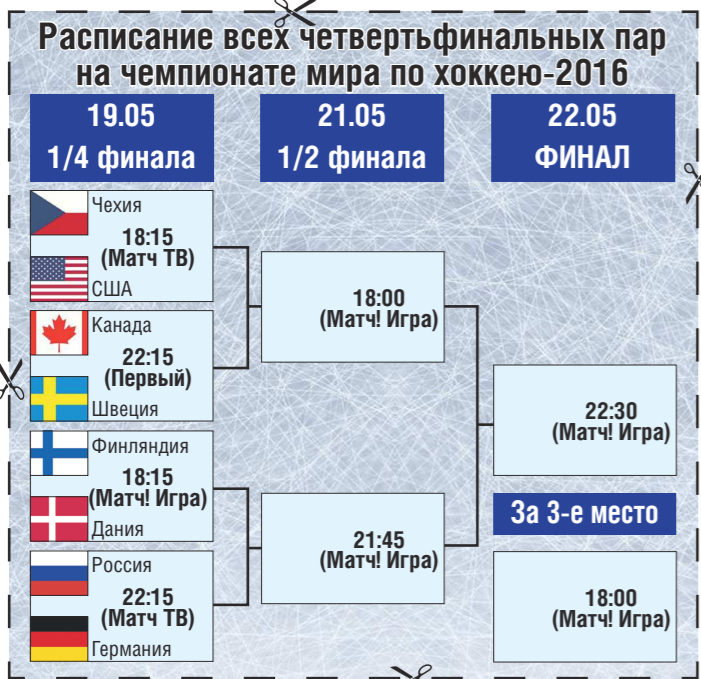 Расписание всех четвертьфинальных пар
на чемпионате мира по хоккею-2016
19.05
1/4 финала
21.05
1/2 финала
22.05
ФИНАЛ
Чехия
18:15
(Матч ТВ)
США
Канада
22:15
(Первый)
Швеция
Финляндия
18:15
(Матч! Игра)
Дания
Россия
22:15
(Матч ТВ)
Германия
18:00
(Матч! Игра)
21:45
(Матч! Игра)
22:30
(Матч! Игра)
За 3-е место
18:00
(Матч! Игра)